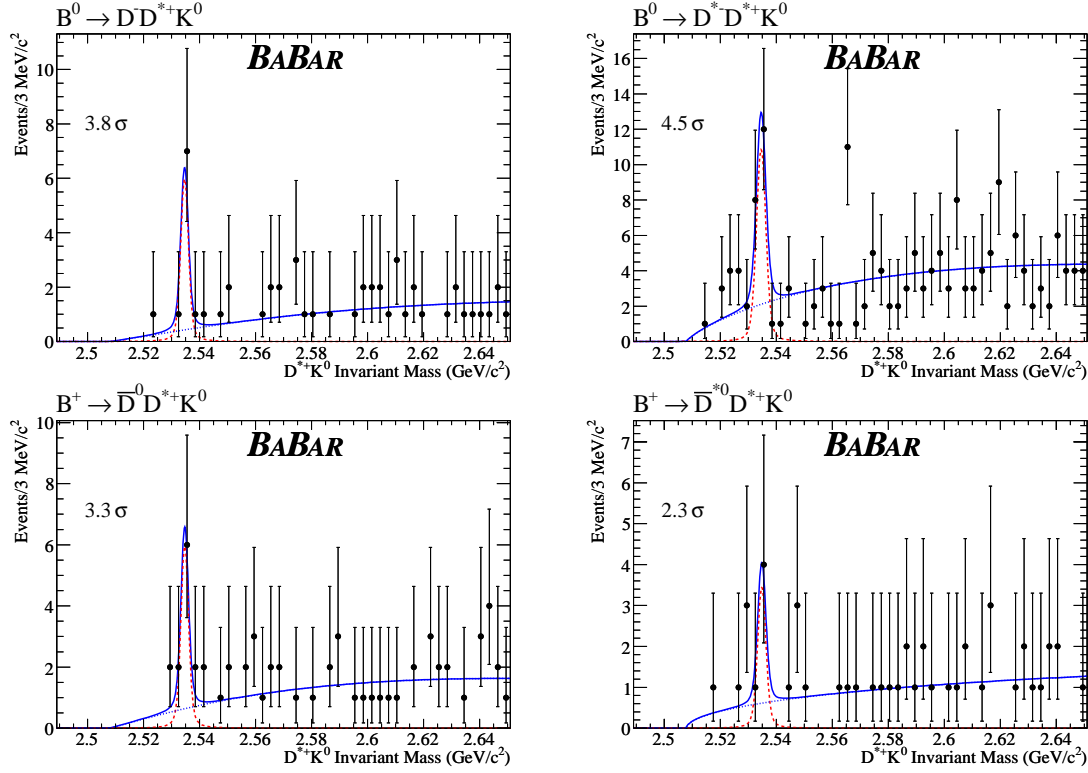 B⁰ → D⁻D*⁺K⁰
Events/3 MeV/c²
BABAR
3.8 σ
10
8
6
4
2
0
2.5 2.52 2.54 2.56 2.58 2.6 2.62 2.64
D*⁺K⁰ Invariant Mass (GeV/c²)
B⁰ → D*⁻D*⁺K⁰
Events/3 MeV/c²
BABAR
4.5 σ
16
14
12
10
8
6
4
2
0
2.5 2.52 2.54 2.56 2.58 2.6 2.62 2.64
D*⁺K⁰ Invariant Mass (GeV/c²)
B⁺ → D̅⁰D*⁺K⁰
Events/3 MeV/c²
BABAR
3.3 σ
10
8
6
4
2
0
2.5 2.52 2.54 2.56 2.58 2.6 2.62 2.64
D*⁺K⁰ Invariant Mass (GeV/c²)
B⁺ → D̅*⁰D*⁺K⁰
Events/3 MeV/c²
BABAR
2.3 σ
7
6
5
4
3
2
1
0
2.5 2.52 2.54 2.56 2.58 2.6 2.62 2.64
D*⁺K⁰ Invariant Mass (GeV/c²)